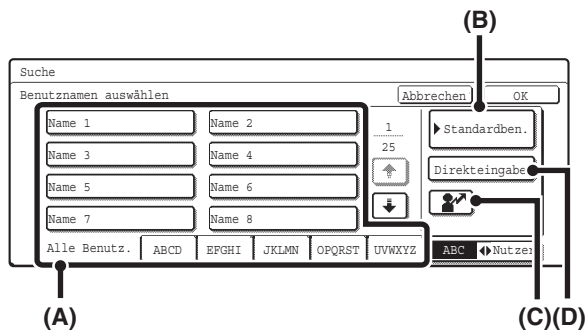 (B)
Suche
Benutznamen auswählen Abbrechen OK
Name 1 Name 2 1 Standardben.
25
Name 3 Name 4 Direkteingabe
Name 5 Name 6
Name 7 Name 8
Alle Benutz. ABCD EFGHI JKLMN OPQRST UVWXYZ ABC Nutzer
(A) (C)(D)